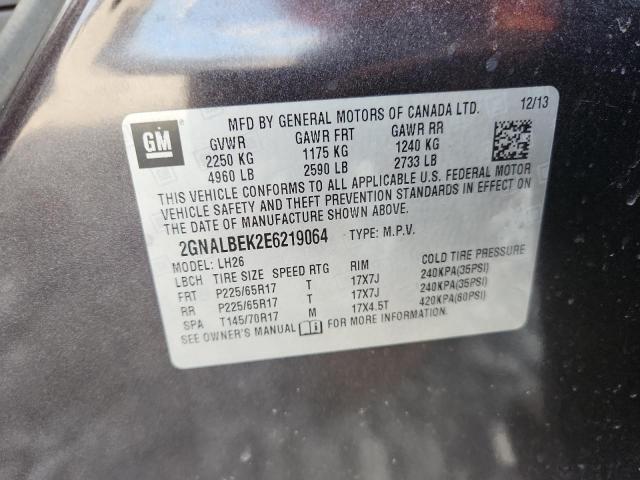 MFD BY GENERAL MOTORS OF CANADA LTD. 12/13
GM
GVWR GAWR FRT GAWR RR
2250 KG 1175 KG 1240 KG
4960 LB 2590 LB 2733 LB
THIS VEHICLE CONFORMS TO ALL APPLICABLE U.S. FEDERAL MOTOR
VEHICLE SAFETY AND THEFT PREVENTION STANDARDS IN EFFECT ON
THE DATE OF MANUFACTURE SHOWN ABOVE.
2GNALBEK2E6219064 TYPE: M.P.V.
MODEL: LH26
LBCH TIRE SIZE SPEED RTG RIM COLD TIRE PRESSURE
FRT P225/65R17 T 17X7J 240KPA(35PSI)
RR P225/65R17 T 17X7J 240KPA(35PSI)
SPA T145/70R17 M 17X4.5T 420KPA(60PSI)
SEE OWNER'S MANUAL FOR MORE INFORMATION.